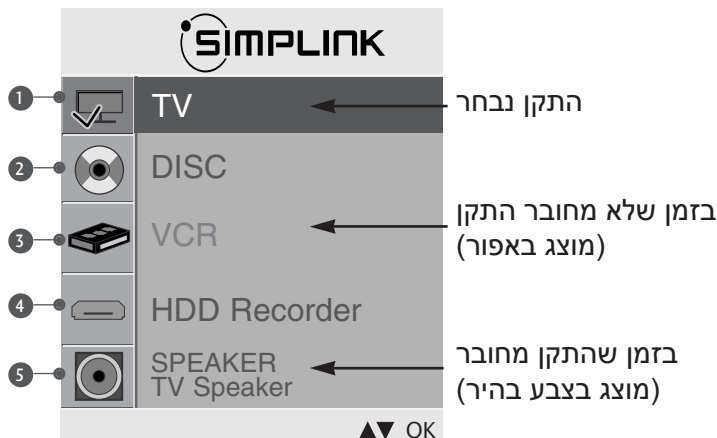 SIMPLINK
1 TV התקן נבחר
2 DISC
3 VCR בזמן שלא מחובר התקן
(מוצג באפור)
4 HDD Recorder
5 SPEAKER בזמן שהתקן מחובר
TV Speaker (מוצג בצבע בהיר)
▲▼ OK